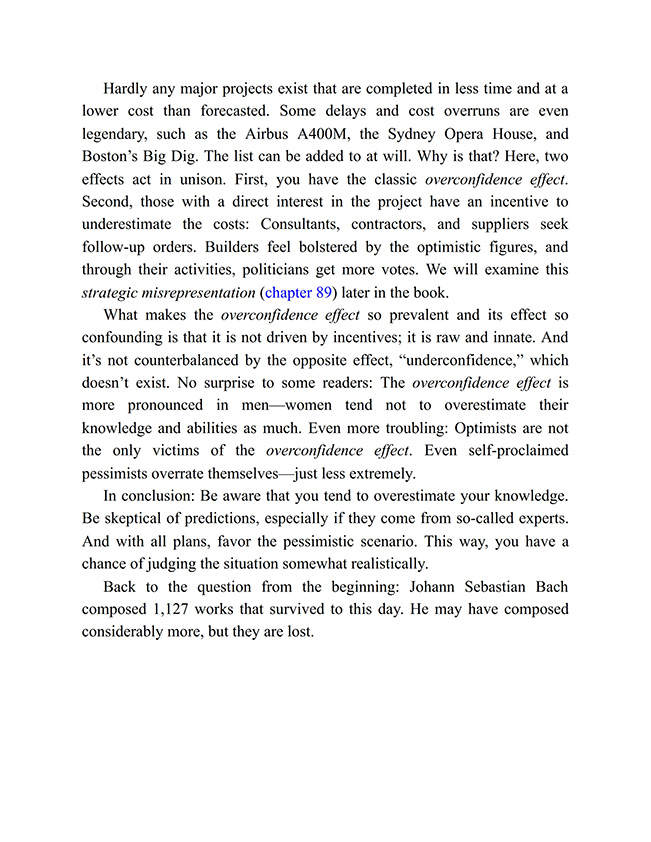 Hardly any major projects exist that are completed in less time and at a
lower cost than forecasted. Some delays and cost overruns are even
legendary, such as the Airbus A400M, the Sydney Opera House, and
Boston’s Big Dig. The list can be added to at will. Why is that? Here, two
effects act in unison. First, you have the classic overconfidence effect.
Second, those with a direct interest in the project have an incentive to
underestimate the costs: Consultants, contractors, and suppliers seek
follow-up orders. Builders feel bolstered by the optimistic figures, and
through their activities, politicians get more votes. We will examine this
strategic misrepresentation (chapter 89) later in the book.
What makes the overconfidence effect so prevalent and its effect so
confounding is that it is not driven by incentives; it is raw and innate. And
it’s not counterbalanced by the opposite effect, “underconfidence,” which
doesn’t exist. No surprise to some readers: The overconfidence effect is
more pronounced in men—women tend not to overestimate their
knowledge and abilities as much. Even more troubling: Optimists are not
the only victims of the overconfidence effect. Even self-proclaimed
pessimists overrate themselves—just less extremely.
In conclusion: Be aware that you tend to overestimate your knowledge.
Be skeptical of predictions, especially if they come from so-called experts.
And with all plans, favor the pessimistic scenario. This way, you have a
chance of judging the situation somewhat realistically.
Back to the question from the beginning: Johann Sebastian Bach
composed 1,127 works that survived to this day. He may have composed
considerably more, but they are lost.